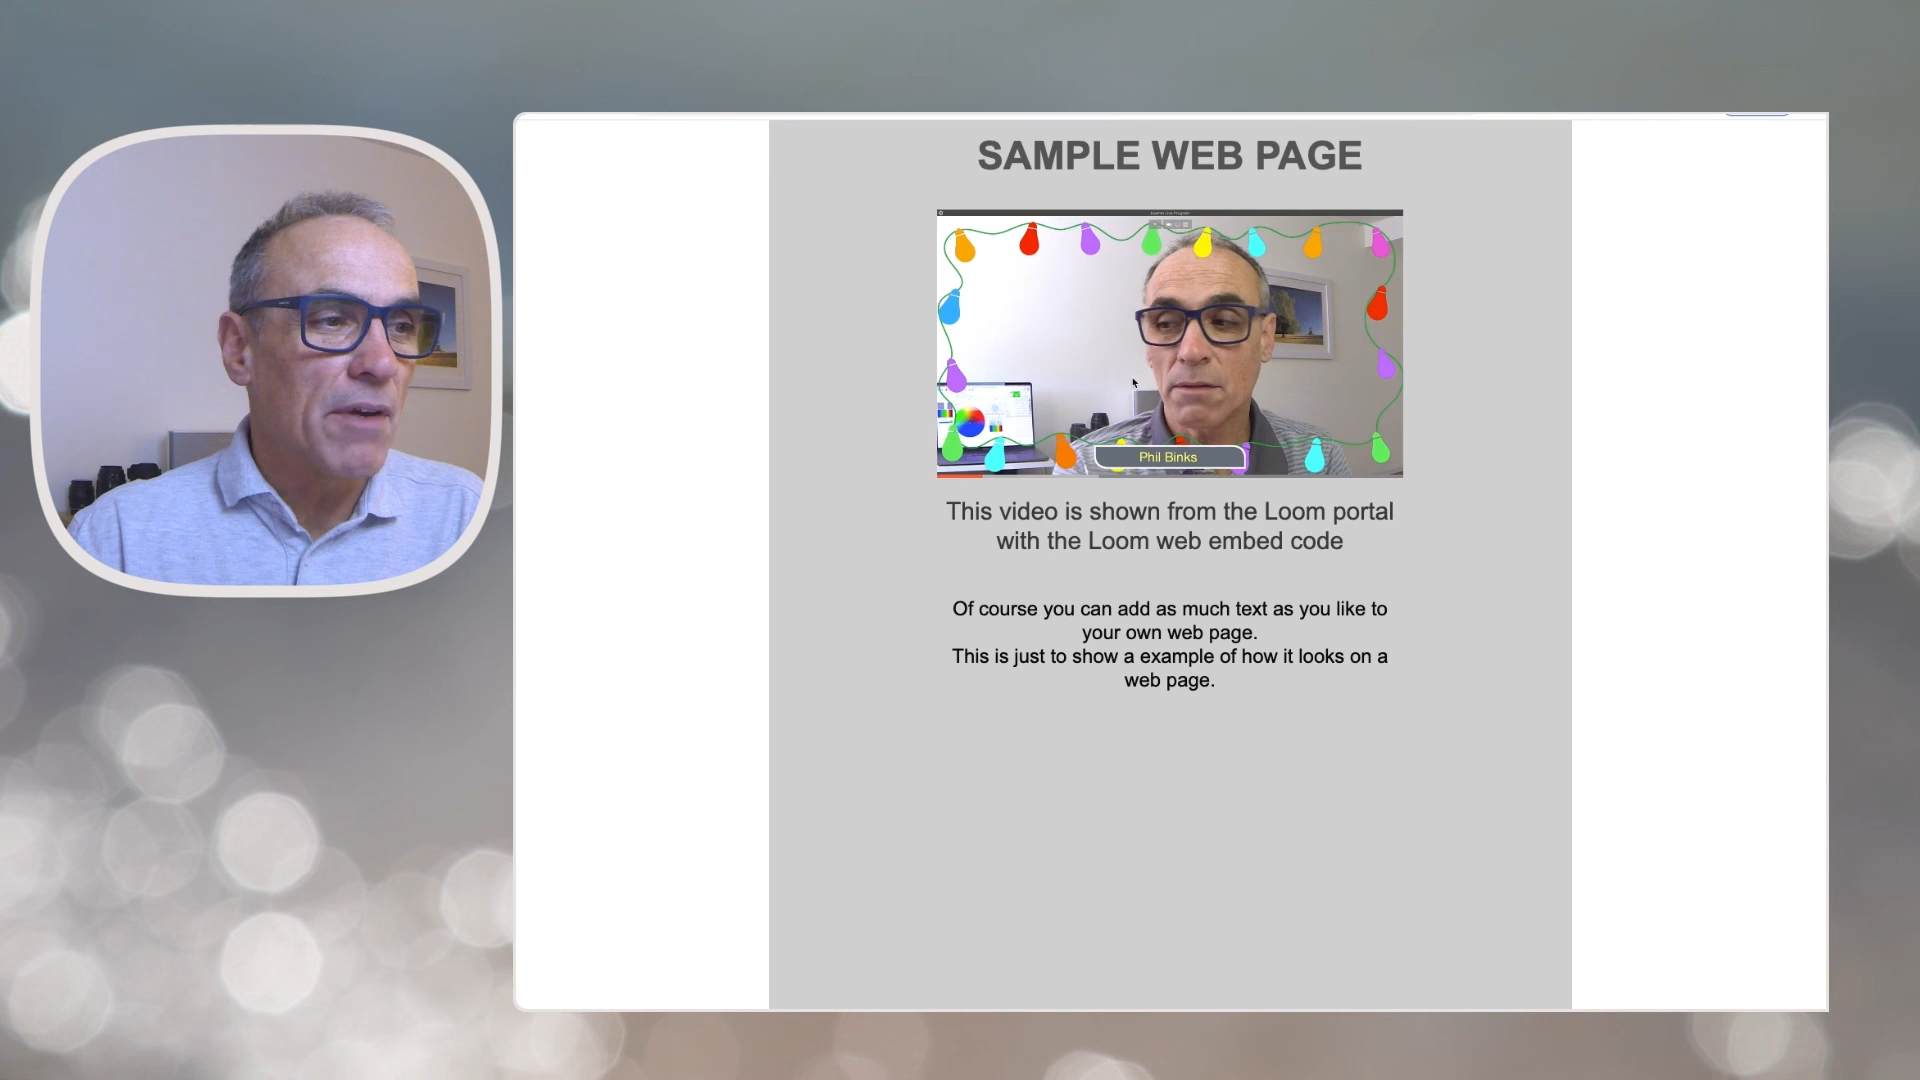 SAMPLE WEB PAGE
Phil Binks
This video is shown from the Loom portal
with the Loom web embed code
Of course you can add as much text as you like to
your own web page.
This is just to show a example of how it looks on a
web page.